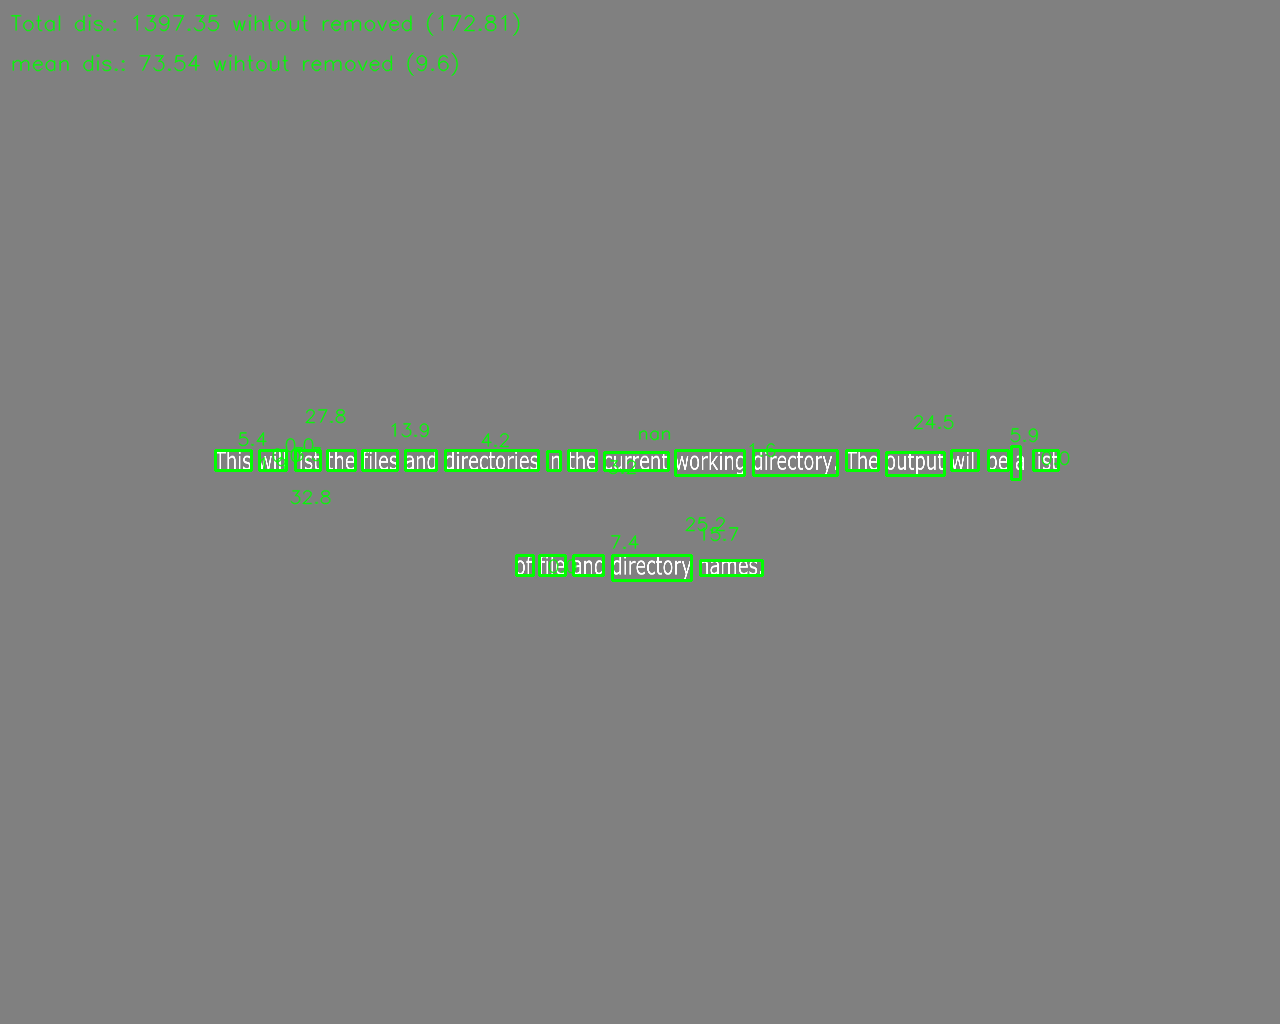 Total dis.: 1397.35 wihtout removed (172.81)
mean dis.: 73.54 wihtout removed (9.6)
27.8
13.9
24.5
5.4
0.0
4.2
nan
1.6
5.9
This will list the files and directories in the current working directory. The output will be a list
32.8
25.2
15.7
7.4
of file and directory names.